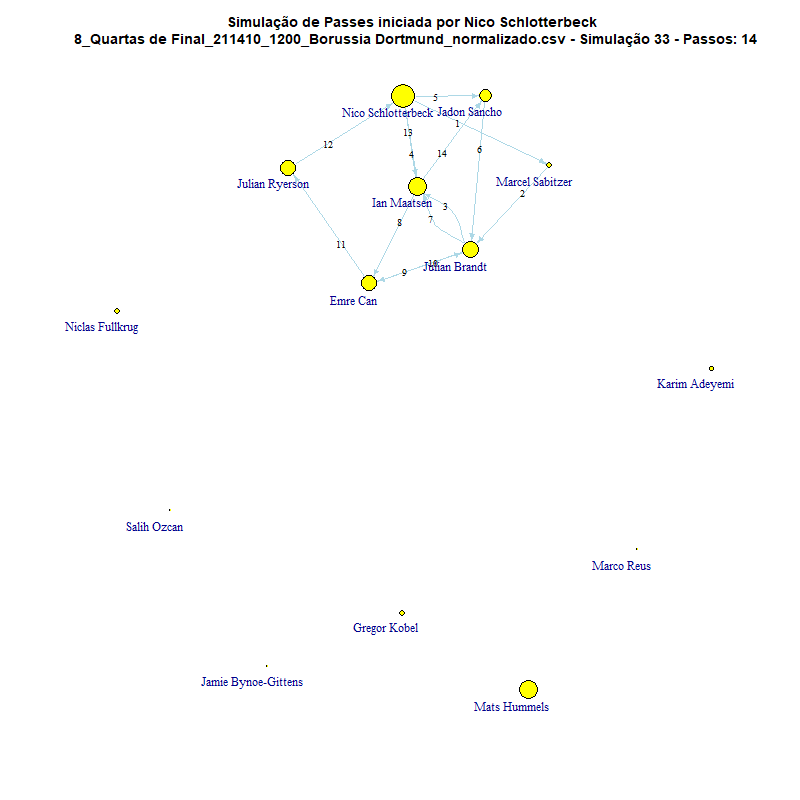 Simulação de Passes iniciada por Nico Schlotterbeck
8_Quartas de Final_211410_1200_Borussia Dortmund_normalizado.csv - Simulação 33 - Passos: 14
5
Nico Schlotterbeck
Jadon Sancho
1
13
12
4
14
6
Julian Ryerson
Marcel Sabitzer
2
Ian Maatsen
3
7
8
11
10
9
Julian Brandt
Emre Can
Niclas Fullkrug
Karim Adeyemi
Salih Ozcan
Marco Reus
Gregor Kobel
Jamie Bynoe-Gittens
Mats Hummels